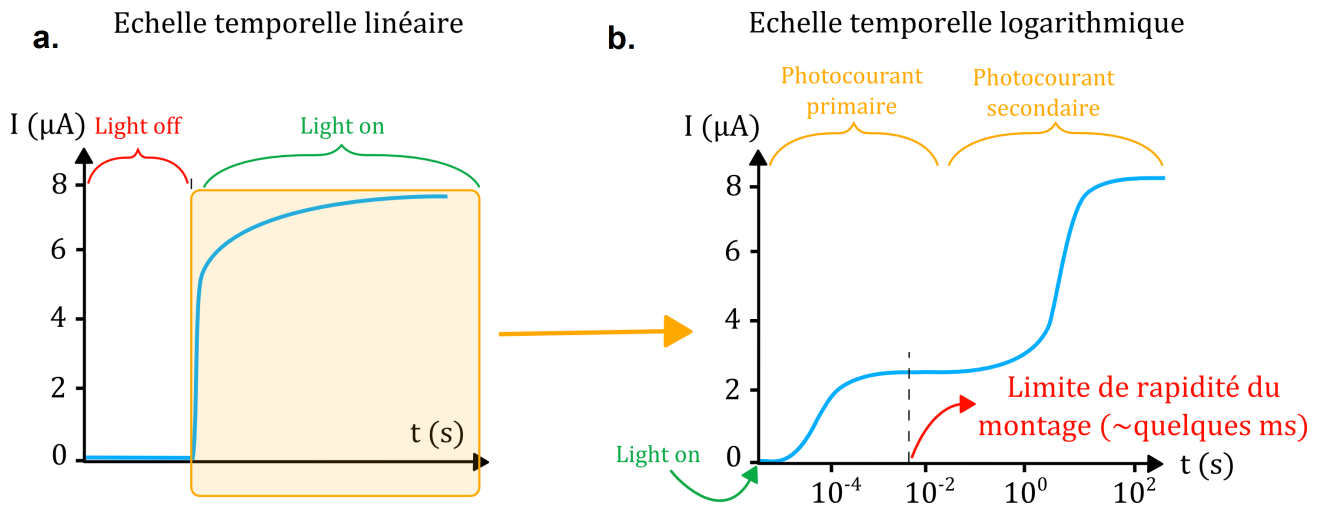 Echelle temporelle linéaire
a.
I (μA)
Light off
Light on
8
6
4
2
0
t (s)
Echelle temporelle logarithmique
b.
Photocourant
primaire
Photocourant
secondaire
I (μA)
8
6
4
2
0
Limite de rapidité du
montage (~quelques ms)
Light on
t (s)
10⁻⁴
10⁻²
10⁰
10²